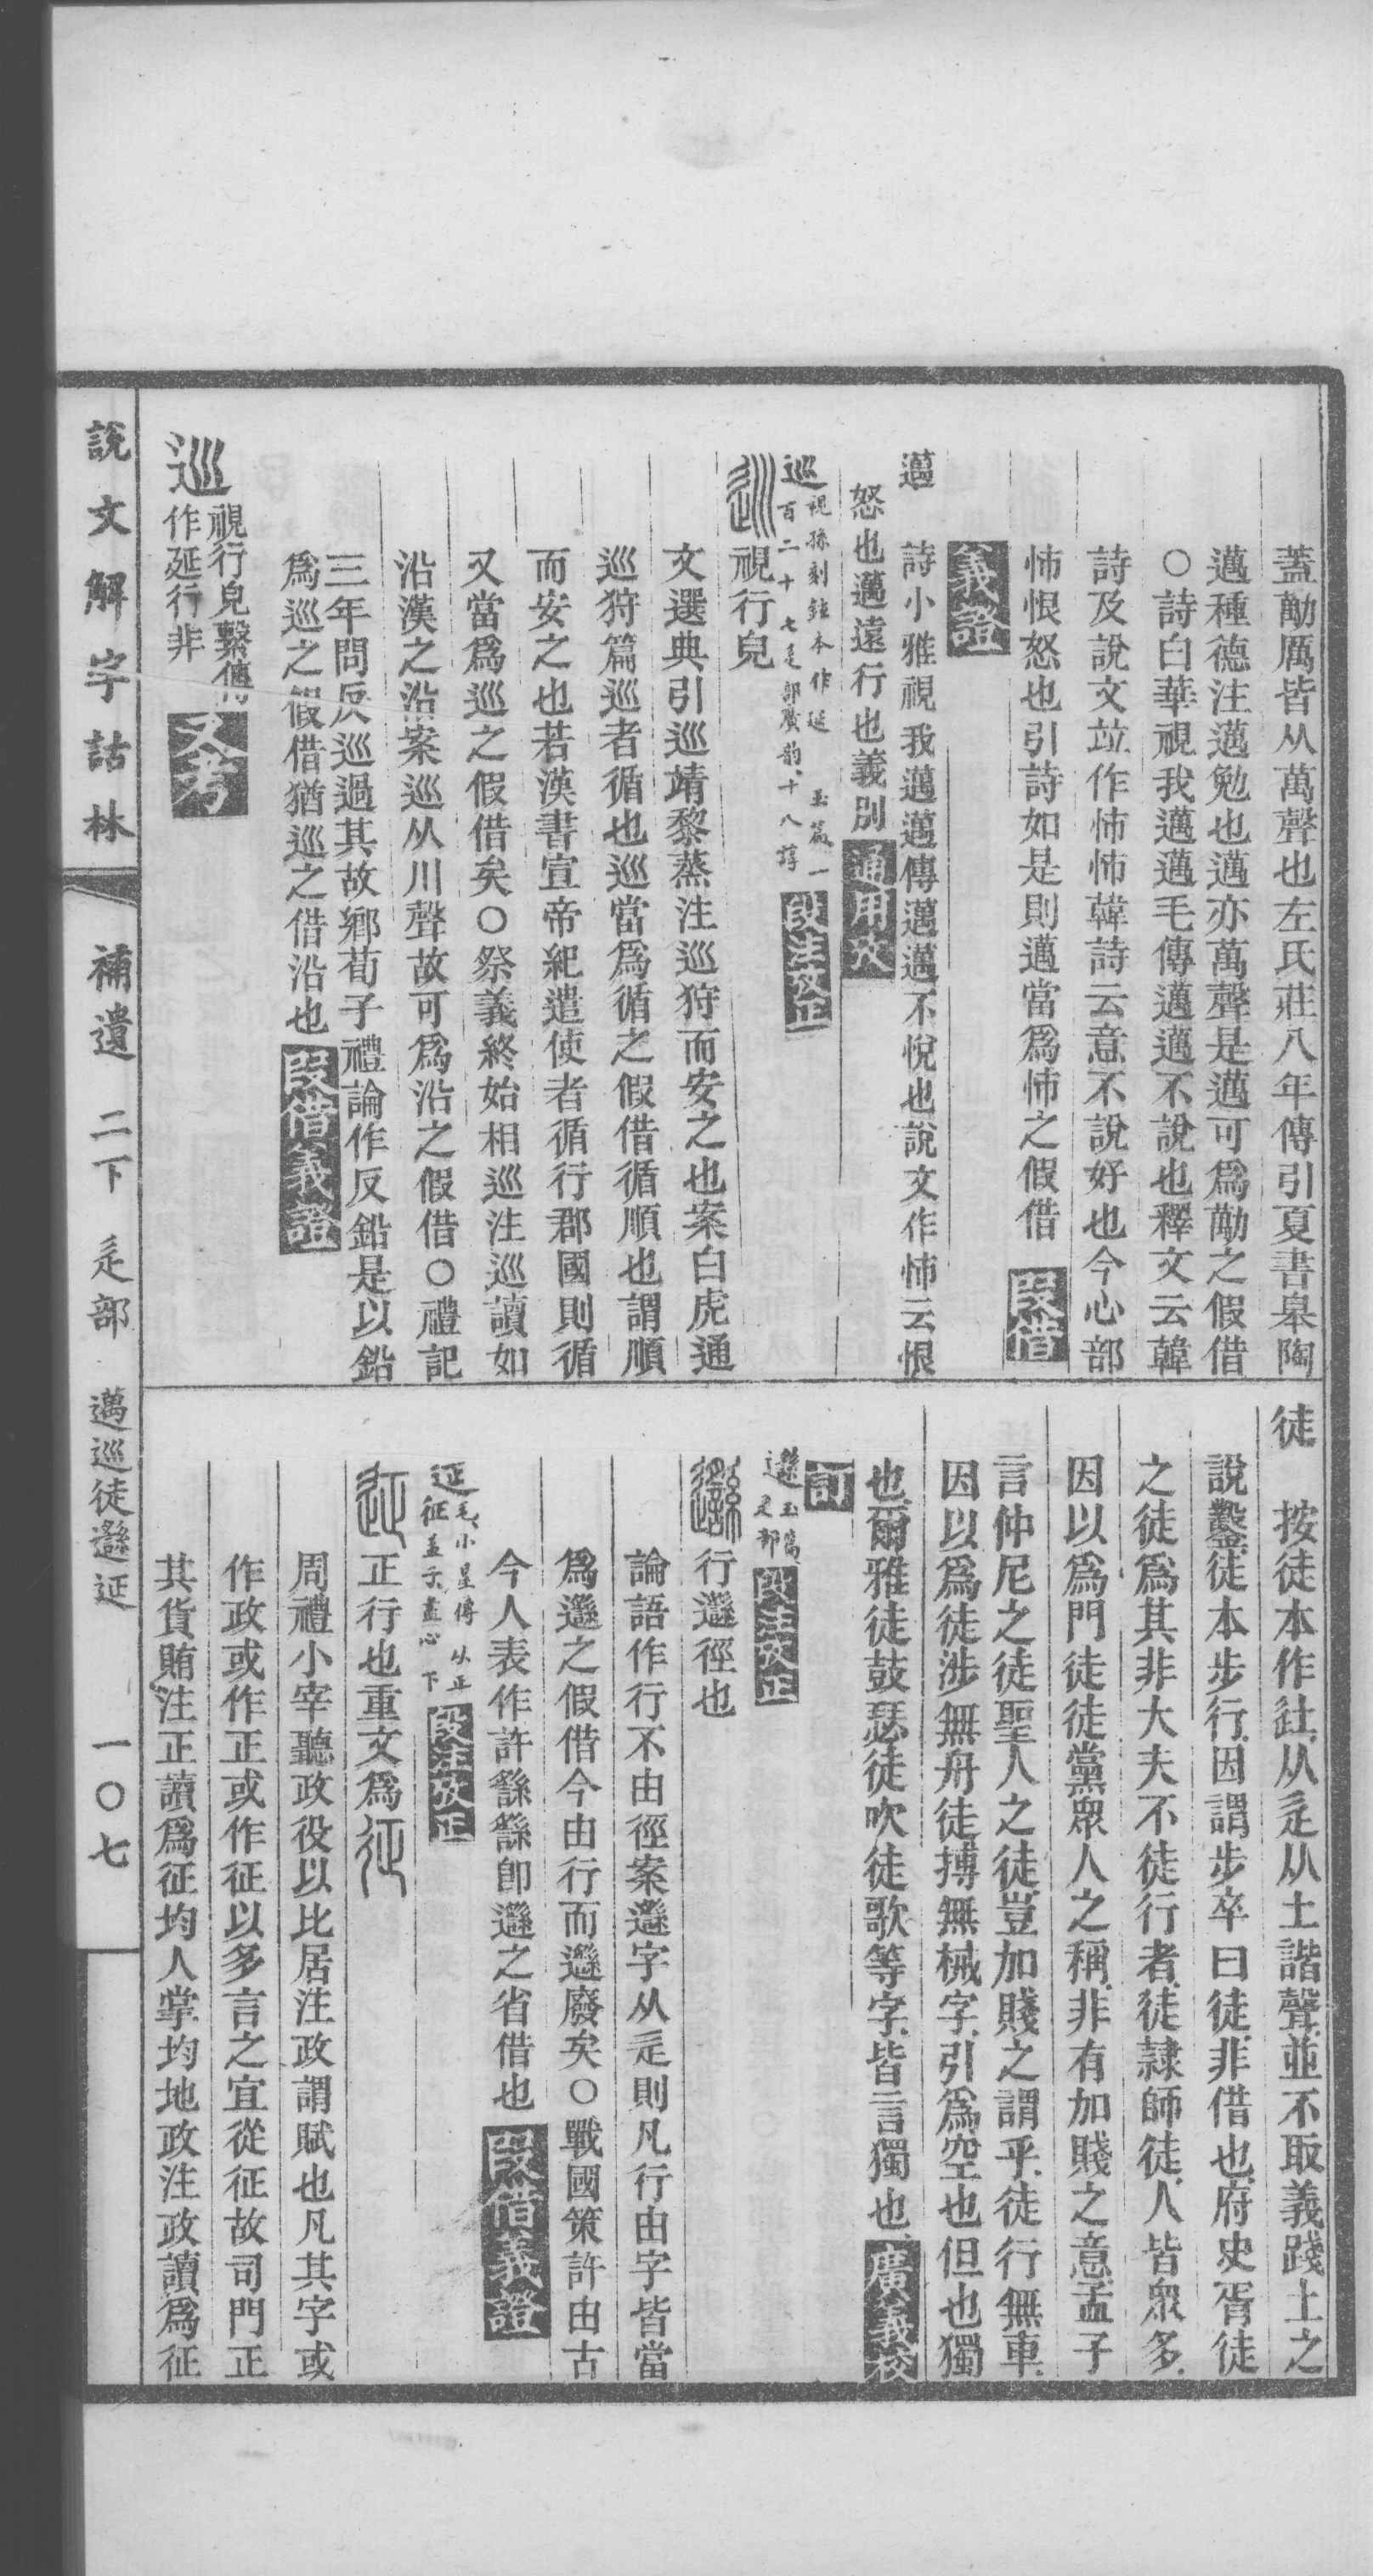 蓋勱厲皆从萬聲也左氏莊八年傳引夏書皋陶
邁種德注邁勉也邁亦萬聲是邁可爲勱之假借
○詩白華視我邁邁毛傳邁邁不說也釋文云韓
詩及說文竝作怖怖韓詩云意不說好也今心部
怖恨怒也引詩如是則邁當爲怖之假借 叚借
義證
邁 詩小雅視我邁邁傳邁邁不悅也說文作怖云恨
怒也邁遠行也義別 通用攷
巡 視孫刻錢本作延 玉篇一
百二十七辵部廣韵、十八諄 段注攷正
巡 視行皃
文選典引巡靖黎蒸注巡狩而安之也案白虎通
巡狩篇巡者循也巡當爲循之假借循順也謂順
而安之也若漢書宣帝紀遣使者循行郡國則循
又當爲巡之假借矣○祭義終始相巡注巡讀如
沿漢之沿案巡从川聲故可爲沿之假借○禮記
三年問反巡過其故鄉荀子禮論作反鉛是以鉛
爲巡之假借猶巡之借沿也 叚借義證
巡 視行皃繫傳
作延行非 文考
徒 按徒本作𨑒、从辵从土諧聲、並不取義踐土之
說、鑿、徒本步行、因謂步卒曰徒、非借也、府史胥徒
之徒、爲其非大夫不徒行者、徒隷師徒、人皆衆多、
因以爲門徒徒黨衆人之稱、非有加賤之意、孟子
言仲尼之徒、聖人之徒、豈加賤之謂乎、徒行無車、
因以爲徒涉無舟、徒搏無械字、引爲空也但也獨
也、爾雅徒鼓瑟、徒吹徒歌等字、皆言獨也、 廣義校
訂
邎 玉篇
辵部 段注攷正
邎 行邎徑也
論語作行不由徑案邎字从辵則凡行由字皆當
爲邎之假借今由行而邎廢矣○戰國策許由古
今人表作許繇繇卽邎之省借也 叚借義證
延 毛、小星傳 从正
征 孟子、盡心 下 段注攷正
延 正行也重文爲征
周禮小宰聽政役以比居注政謂賦也凡其字或
作政或作正或作征以多言之宜從征故司門正
其貨賄注正讀爲征均人掌均地政注政讀爲征
說文解字詁林 補遺 二下 辵部 邁巡徒邎延 一〇七